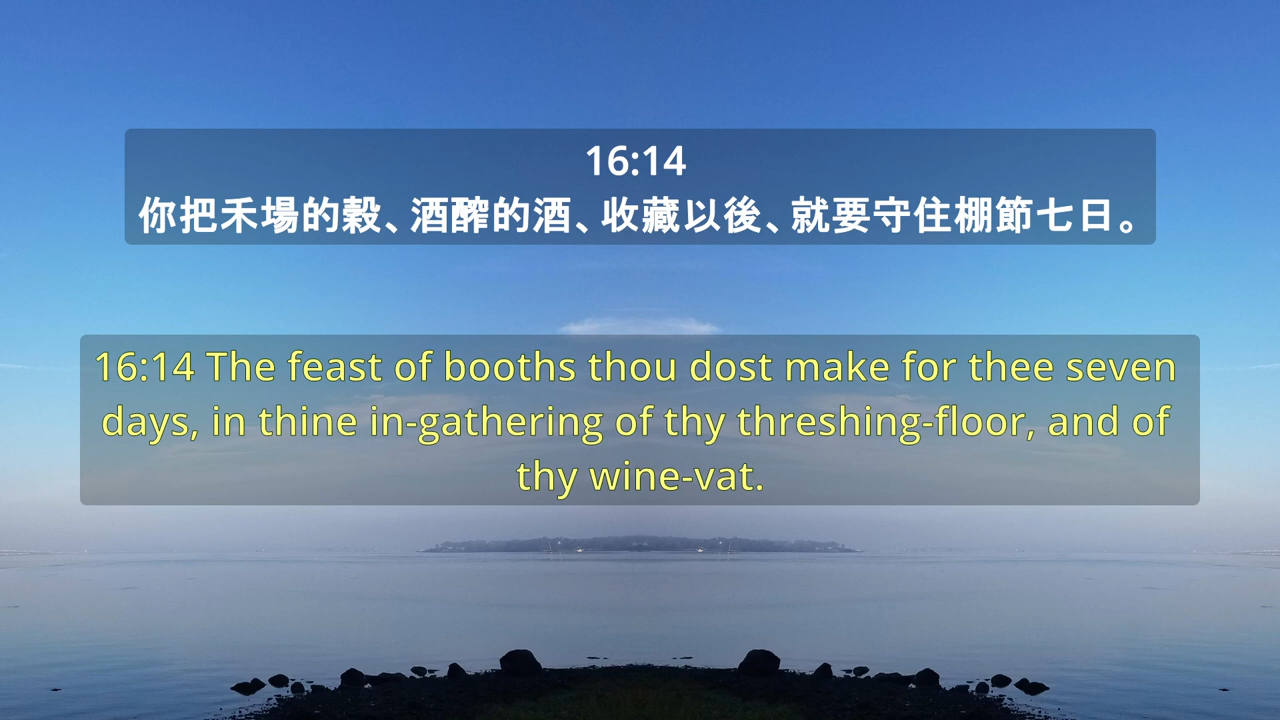 16:14
你把禾場的穀、酒醡的酒、收藏以後、就要守住棚節七日。
16:14 The feast of booths thou dost make for thee seven
days, in thine in-gathering of thy threshing-floor, and of
thy wine-vat.